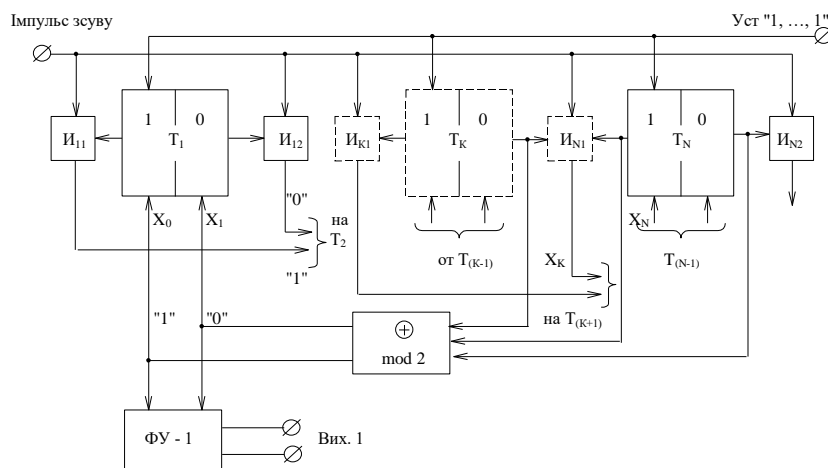 Імпульс зсуву
Уст "1, …, 1"
И11
1 0
T1
И12
ИК1
1 0
TК
ИN1
1 0
TN
ИN2
X0
X1
"0"
на
T2
"1"
от T(К-1)
XN
T(N-1)
XК
на T(К+1)
"1"
"0"
mod 2
ФУ - 1
Вих. 1